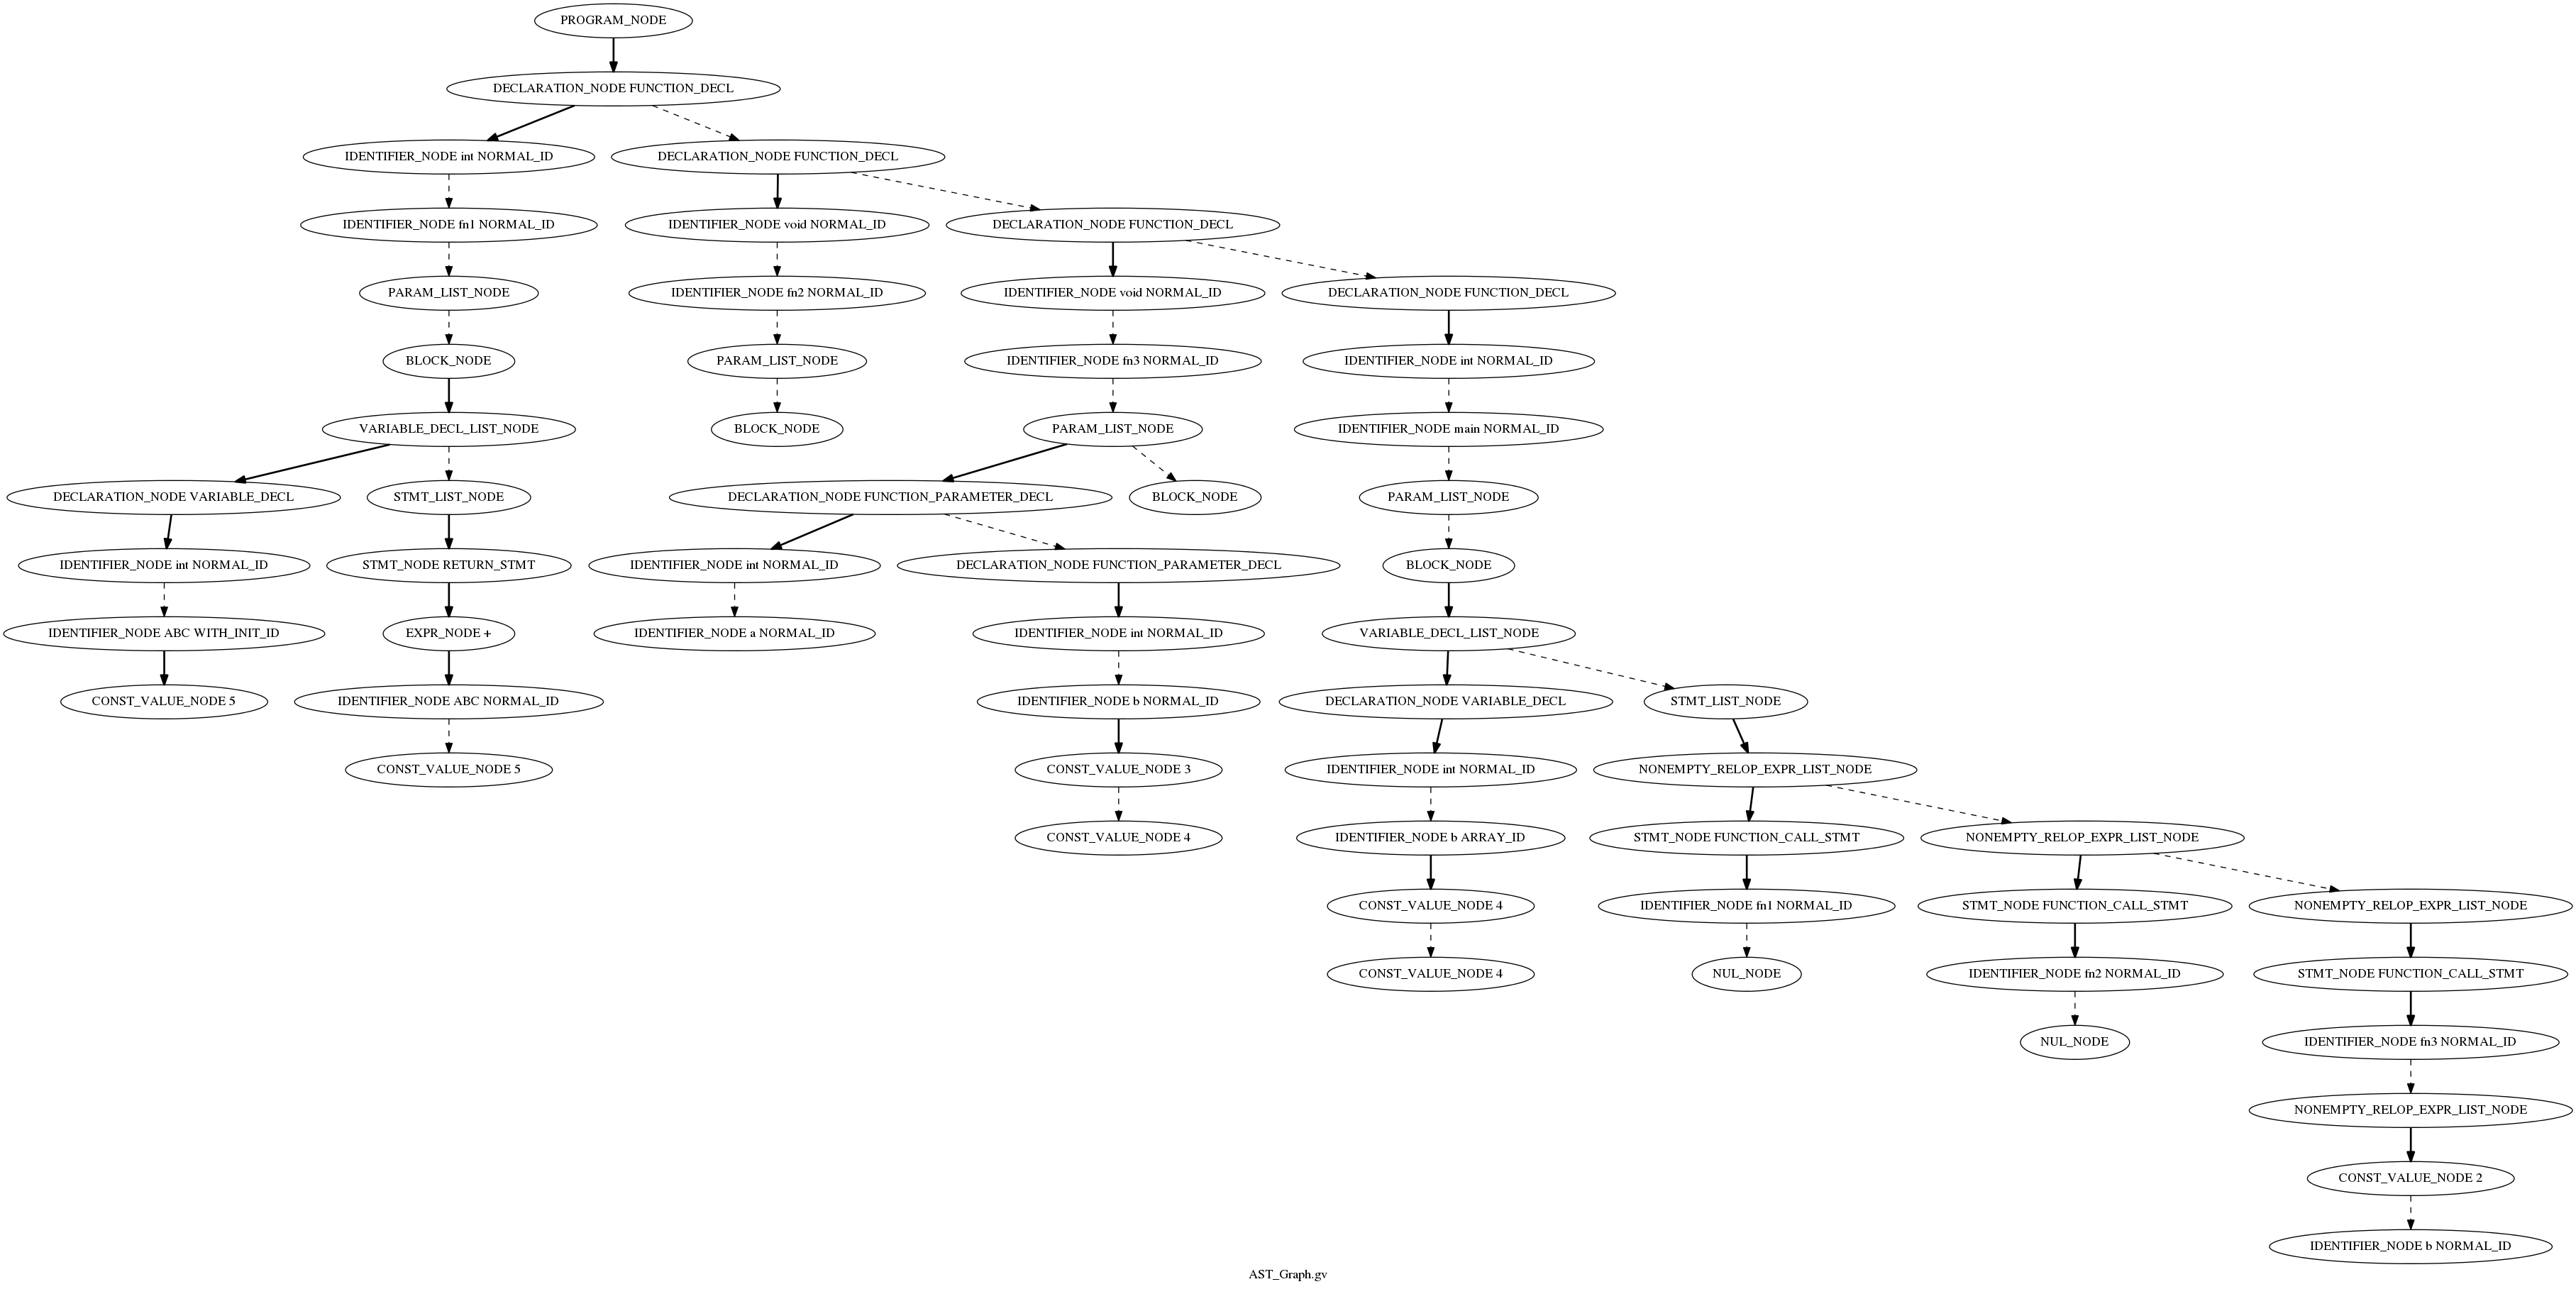 PROGRAM_NODE
DECLARATION_NODE FUNCTION_DECL
IDENTIFIER_NODE int NORMAL_ID
DECLARATION_NODE FUNCTION_DECL
IDENTIFIER_NODE fn1 NORMAL_ID
IDENTIFIER_NODE void NORMAL_ID
DECLARATION_NODE FUNCTION_DECL
PARAM_LIST_NODE
IDENTIFIER_NODE fn2 NORMAL_ID
IDENTIFIER_NODE void NORMAL_ID
DECLARATION_NODE FUNCTION_DECL
BLOCK_NODE
PARAM_LIST_NODE
IDENTIFIER_NODE fn3 NORMAL_ID
IDENTIFIER_NODE int NORMAL_ID
VARIABLE_DECL_LIST_NODE
BLOCK_NODE
PARAM_LIST_NODE
IDENTIFIER_NODE main NORMAL_ID
DECLARATION_NODE VARIABLE_DECL
STMT_LIST_NODE
DECLARATION_NODE FUNCTION_PARAMETER_DECL
BLOCK_NODE
PARAM_LIST_NODE
IDENTIFIER_NODE int NORMAL_ID
STMT_NODE RETURN_STMT
IDENTIFIER_NODE int NORMAL_ID
DECLARATION_NODE FUNCTION_PARAMETER_DECL
BLOCK_NODE
IDENTIFIER_NODE ABC WITH_INIT_ID
EXPR_NODE +
IDENTIFIER_NODE a NORMAL_ID
IDENTIFIER_NODE int NORMAL_ID
VARIABLE_DECL_LIST_NODE
CONST_VALUE_NODE 5
IDENTIFIER_NODE ABC NORMAL_ID
IDENTIFIER_NODE b NORMAL_ID
DECLARATION_NODE VARIABLE_DECL
STMT_LIST_NODE
CONST_VALUE_NODE 5
CONST_VALUE_NODE 3
IDENTIFIER_NODE int NORMAL_ID
NONEMPTY_RELOP_EXPR_LIST_NODE
CONST_VALUE_NODE 4
IDENTIFIER_NODE b ARRAY_ID
STMT_NODE FUNCTION_CALL_STMT
NONEMPTY_RELOP_EXPR_LIST_NODE
CONST_VALUE_NODE 4
IDENTIFIER_NODE fn1 NORMAL_ID
STMT_NODE FUNCTION_CALL_STMT
NONEMPTY_RELOP_EXPR_LIST_NODE
CONST_VALUE_NODE 4
NUL_NODE
IDENTIFIER_NODE fn2 NORMAL_ID
STMT_NODE FUNCTION_CALL_STMT
NUL_NODE
IDENTIFIER_NODE fn3 NORMAL_ID
NONEMPTY_RELOP_EXPR_LIST_NODE
CONST_VALUE_NODE 2
IDENTIFIER_NODE b NORMAL_ID
AST_Graph.gv